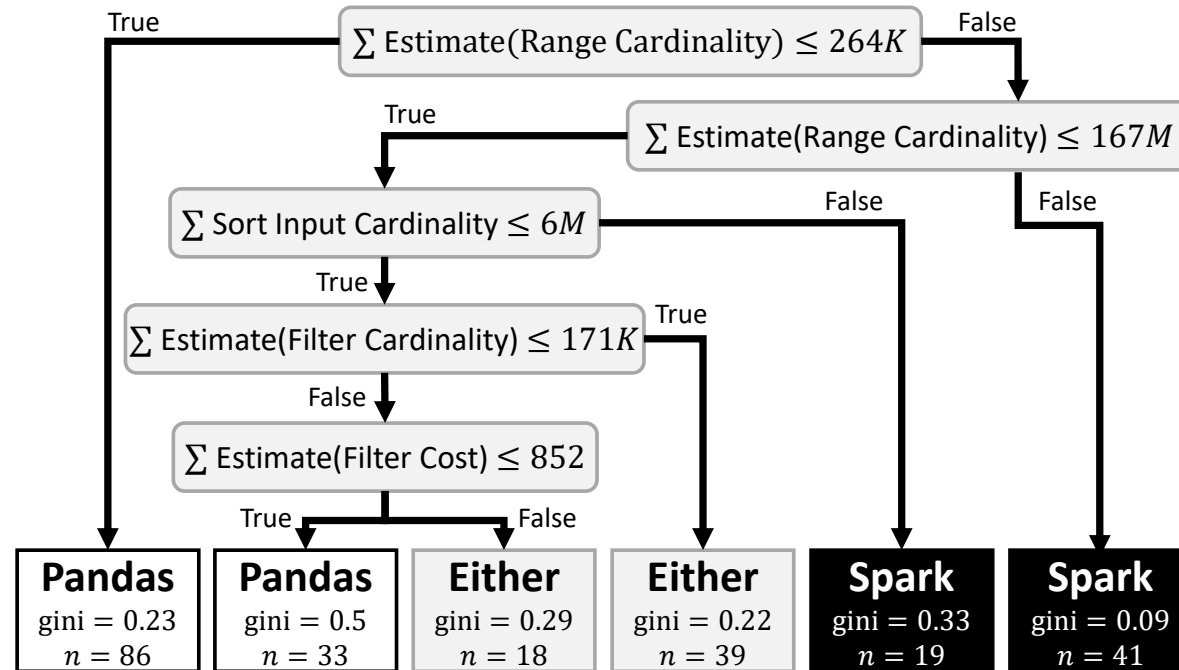 True
∑ Estimate(Range Cardinality) ≤ 264K
False
True
∑ Estimate(Range Cardinality) ≤ 167M
∑ Sort Input Cardinality ≤ 6M
False
False
True
∑ Estimate(Filter Cardinality) ≤ 171K
True
False
∑ Estimate(Filter Cost) ≤ 852
True
False
Pandas
gini = 0.23
n = 86
Pandas
gini = 0.5
n = 33
Either
gini = 0.29
n = 18
Either
gini = 0.22
n = 39
Spark
gini = 0.33
n = 19
Spark
gini = 0.09
n = 41